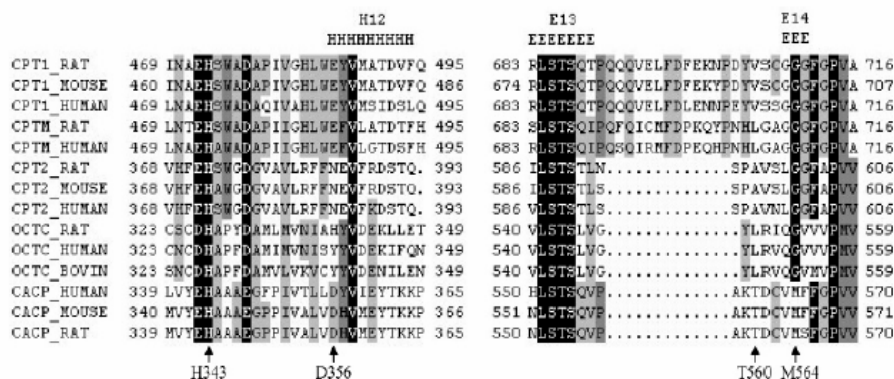 H12 E13 E14
HHHHHHHHH EEEEEEE EEE
CPT1_RAT 469 INAEHSWADAPIVGHLWEYVMATDVFQ 495 683 RLSTSQTPQQQVELFDFEKNPDYVSCGGGFGPVA 716
CPT1_MOUSE 460 INAEHSWADAPIVGHLWEYVMATDVFQ 486 674 RLSTSQTPQQQVELFDFEKYPDYVSCGGGFGPVA 707
CPT1_HUMAN 469 INAEHSWADAQIVAHLWEYVMSIDSLQ 495 683 RLSTSQTPQQQVELFDLENNPEYVSSGGGFGPVA 716
CPTM_RAT 469 LNTEHSWADAPIIGHLWEFVLATDTFH 495 683 SLSTSQIPQFQICMFDPKQYPNHLGAGGGFGPVA 716
CPTM_HUMAN 469 LNAEHSWADAPIIGHLWEFVLGTDSFH 495 683 SLSTSQIPQSQIRMFDPEQHPNHLGAGGGFGPVA 716
CPT2_RAT 368 VHFEHAWGDGVAVLRFFNEVFRDSTQ. 393 586 ILSTSTLN.............SPAVSLGGFAPVV 606
CPT2_MOUSE 368 VHFEHSWGDGVAVLRFFNEVFRDSTQ. 393 586 VLSTSTLS.............SPAVSLGGFAPVV 606
CPT2_HUMAN 368 VHFEHSWGDGVAVLRFFNEVFKDSTQ. 393 586 VLSTSTLS.............SPAVNLGGFAPVV 606
OCTC_RAT 323 CSCDHAPYDAMLMVNIAHYVDEKLLET 349 540 VLSTSLVG..............YLRIQGVVVPMV 559
OCTC_HUMAN 323 CNCDHAPFDAMIMVNISYYVDEKIFQN 349 540 VLSTSLVG..............YLRVQGVVVPMV 559
OCTC_BOVIN 323 SNCDHAPFDAMVLVKVCYYVDENILEN 349 540 VLSTSLVG..............YLRVQGVMVPMV 559
CACP_HUMAN 339 LVYEHAAAEGPPIVTLLDYVIEYTKKP 365 550 HLSTSQVP.............AKTDCVMFFGPVV 570
CACP_MOUSE 340 MVYEHAAAEGPPIVALVDHVMEYTKKP 366 551 NLSTSQVP.............AKTDCVMFFGPVV 571
CACP_RAT 339 MVYEHAAAEGPPIVALVDHVMEYTKKP 365 550 NLSTSQVP.............AKTDCVMSFGPVV 570
H343 D356 T560 M564